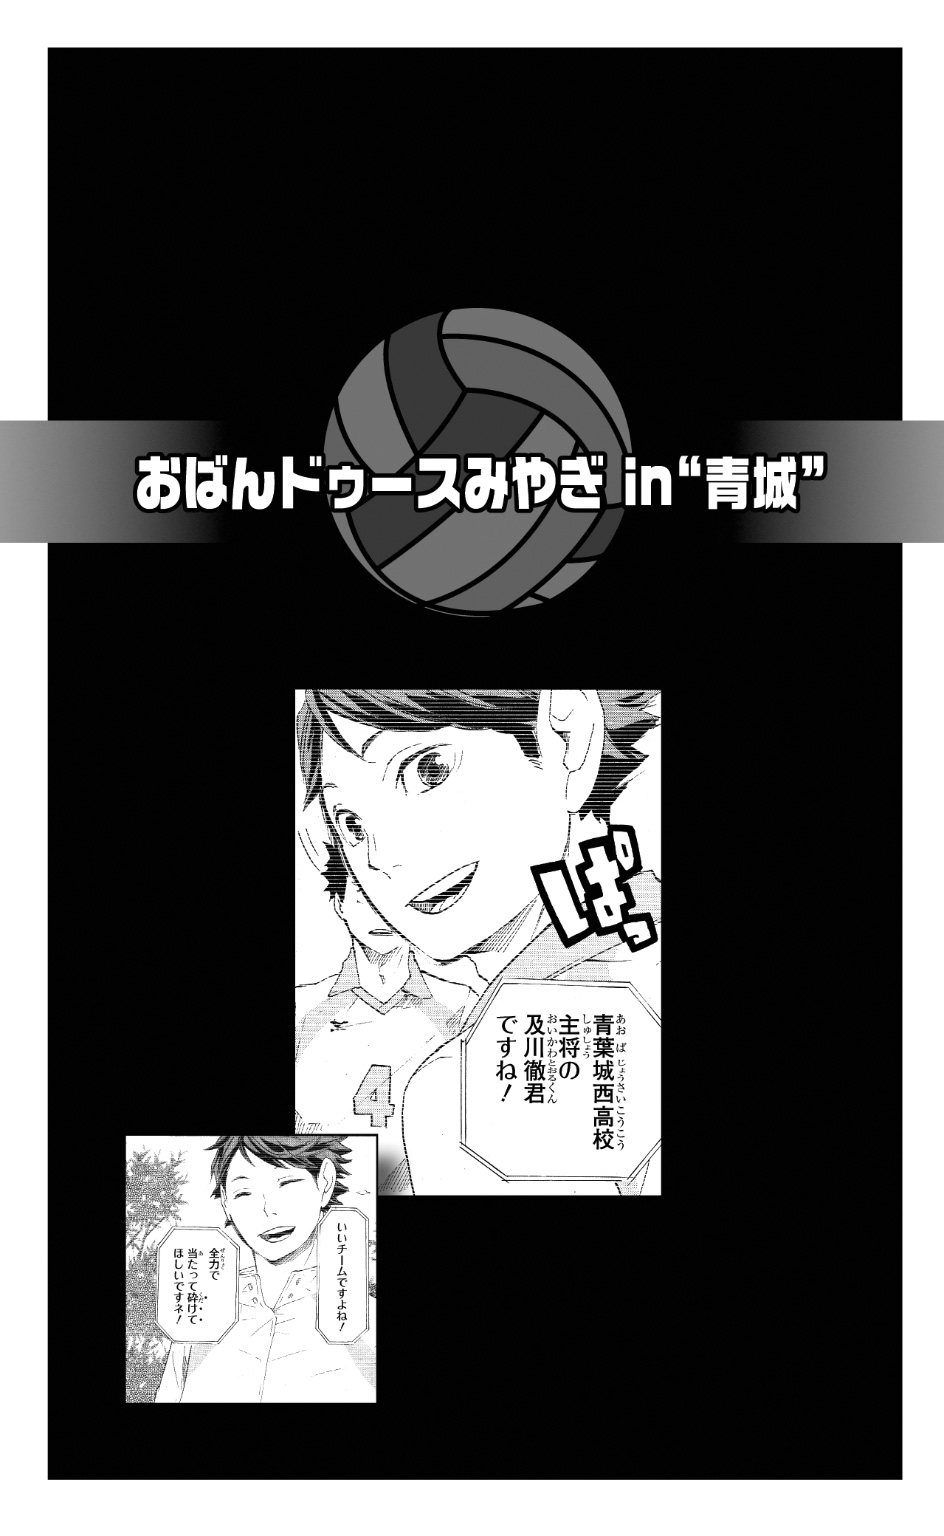 おばんドゥースみやぎ in“青城”
ぱっ
青葉城西高校
主将の
及川徹君
ですね!
いいチームですよね!
全力で
当たって砕けて
ほしいですネ!